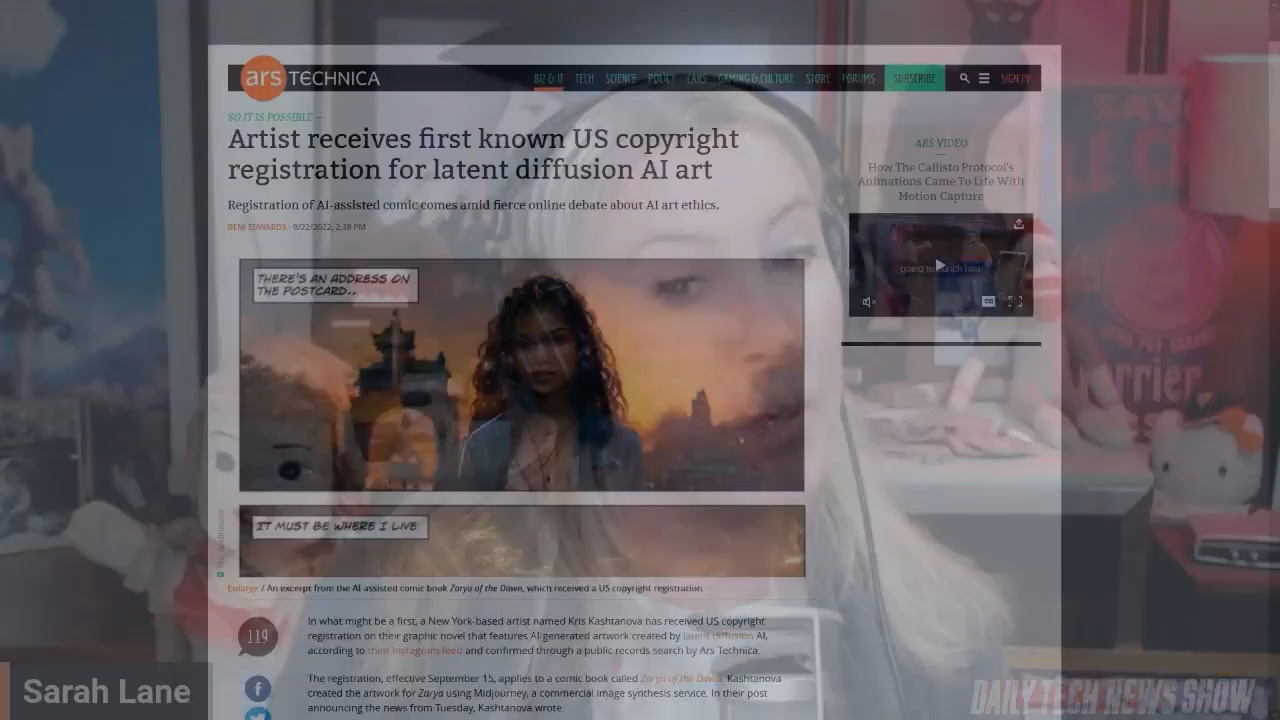 ars TECHNICA
BIZ & IT TECH SCIENCE POLICY CARS GAMING & CULTURE STORE FORUMS SUBSCRIBE SIGN IN
SO IT IS POSSIBLE —
Artist receives first known US copyright
registration for latent diffusion AI art
Registration of AI-assisted comic comes amid fierce online debate about AI art ethics.
BENJ EDWARDS - 9/22/2022, 2:38 PM
ARS VIDEO
How The Callisto Protocol's
Animations Came To Life With
Motion Capture
going to punch him
CC
THERE'S AN ADDRESS ON
THE POSTCARD..
IT MUST BE WHERE I LIVE
Enlarge / An excerpt from the AI-assisted comic book Zarya of the Dawn, which received a US copyright registration.
119
In what might be a first, a New York-based artist named Kris Kashtanova has received US copyright
registration on their graphic novel that features AI-generated artwork created by latent diffusion AI,
according to their Instagram feed and confirmed through a public records search by Ars Technica.
The registration, effective September 15, applies to a comic book called Zarya of the Dawn. Kashtanova
created the artwork for Zarya using Midjourney, a commercial image synthesis service. In their post
announcing the news from Tuesday, Kashtanova wrote:
Sarah Lane
DAILY TECH NEWS SHOW